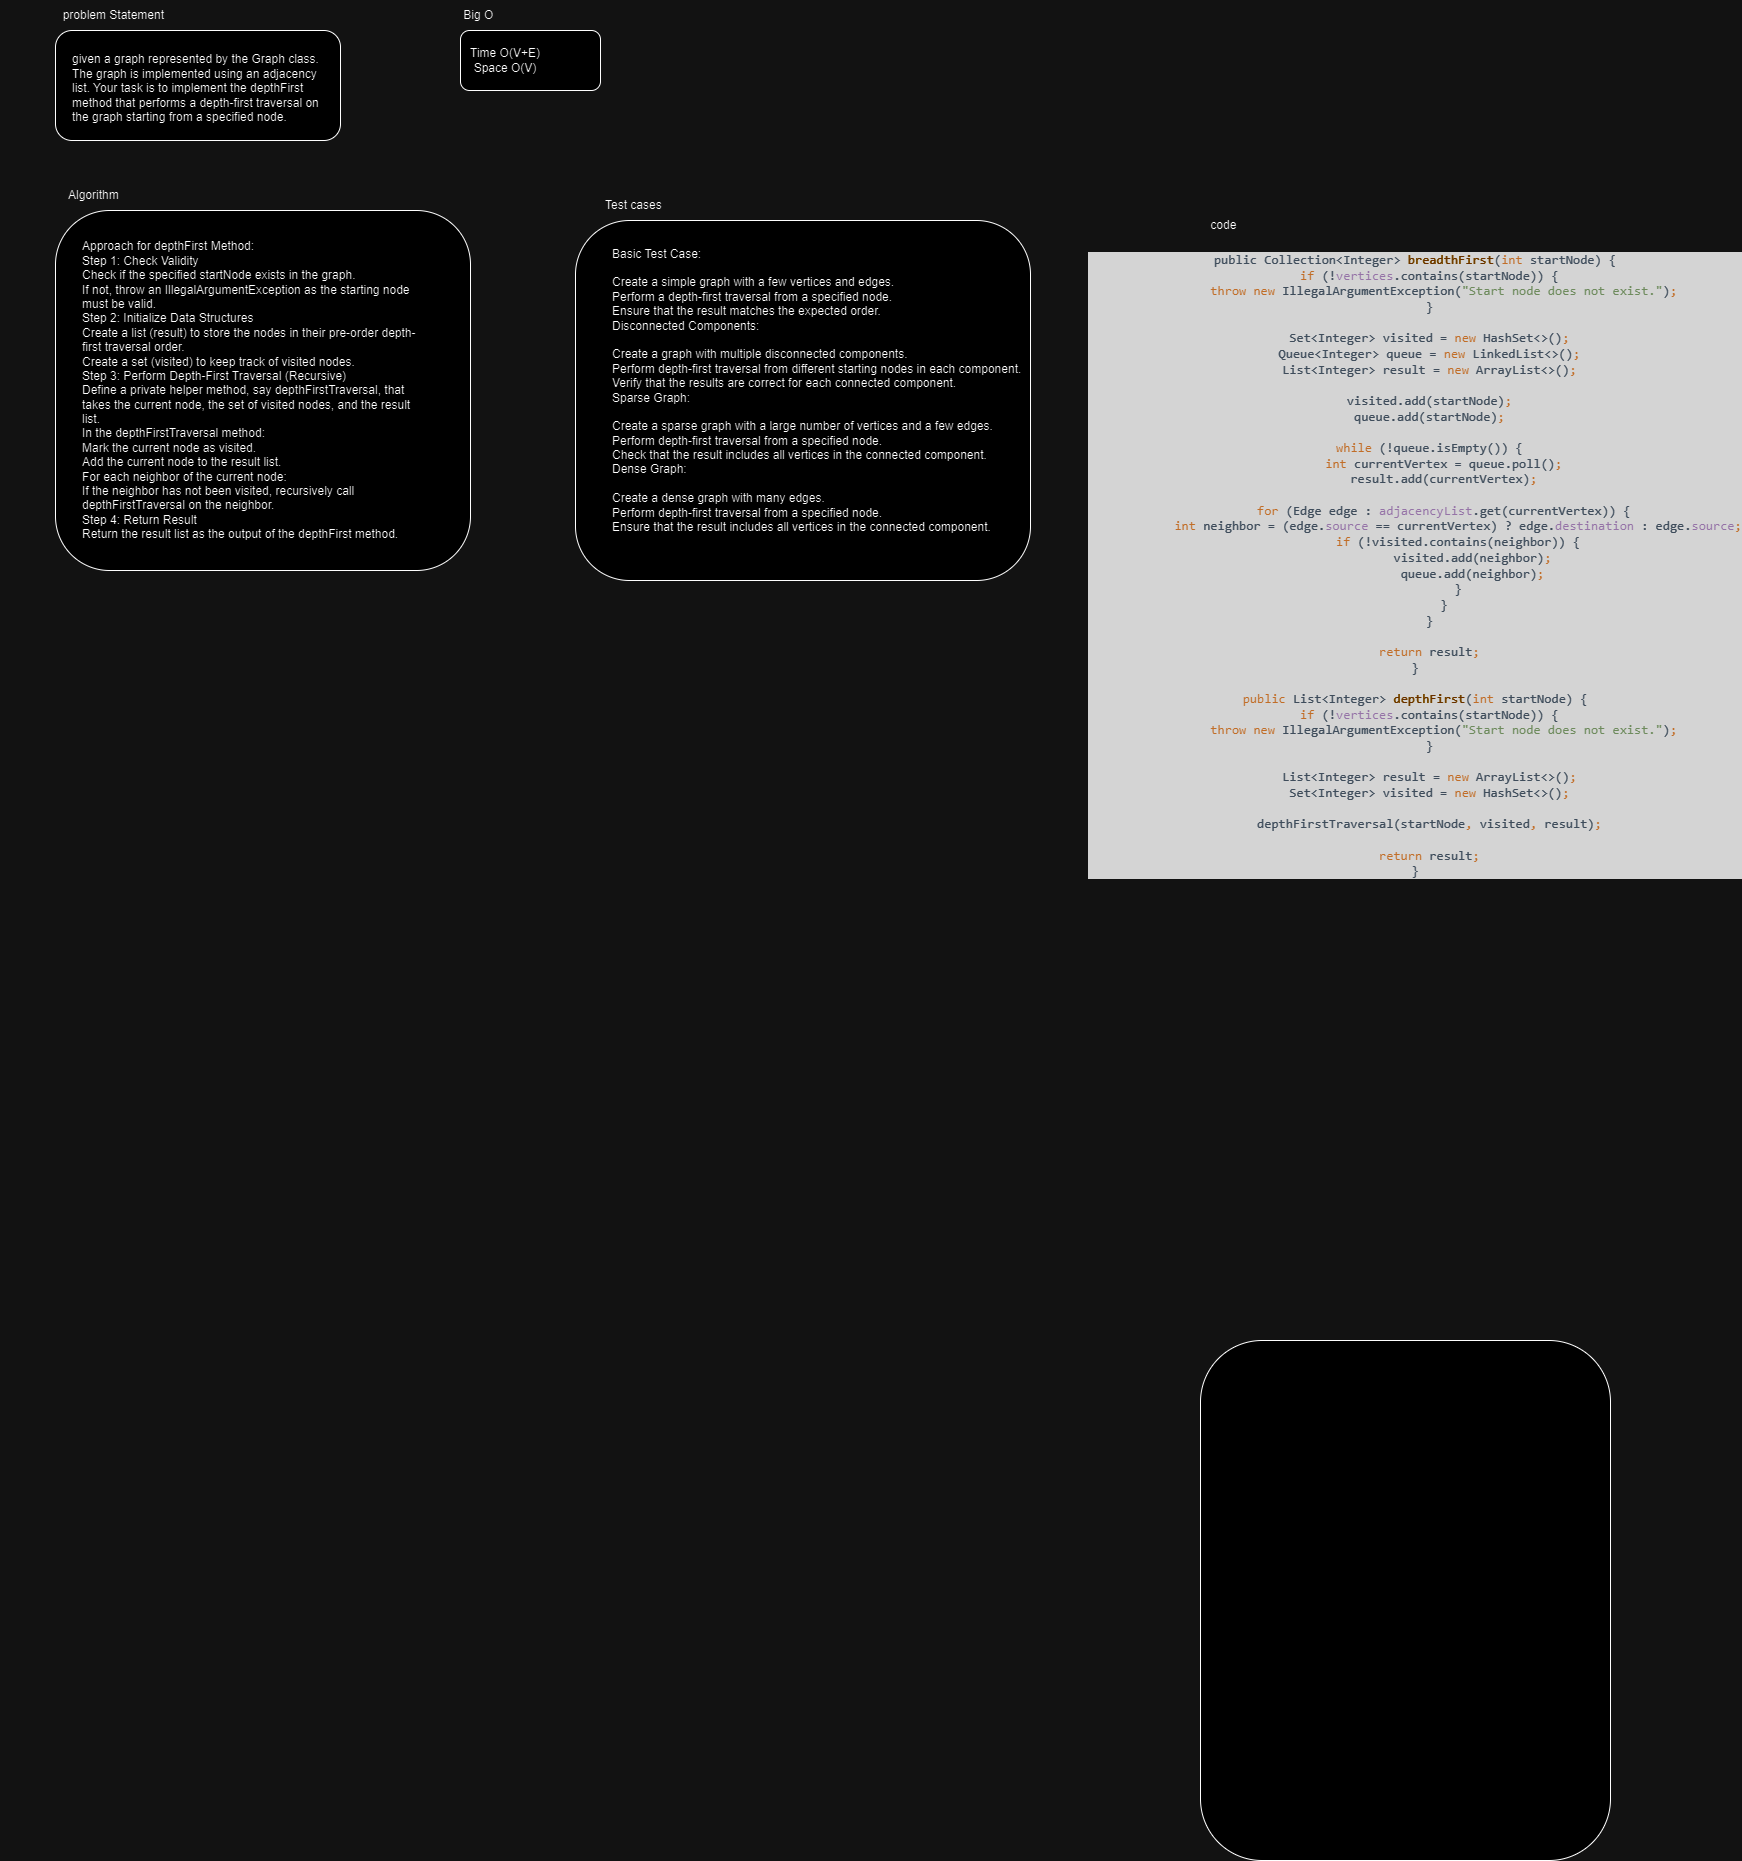 problem Statement
given a graph represented by the Graph class.
The graph is implemented using an adjacency
list. Your task is to implement the depthFirst
method that performs a depth-first traversal on
the graph starting from a specified node.
Big O
Time O(V+E)
Space O(V)
Algorithm
Approach for depthFirst Method:
Step 1: Check Validity
Check if the specified startNode exists in the graph.
If not, throw an IllegalArgumentException as the starting node
must be valid.
Step 2: Initialize Data Structures
Create a list (result) to store the nodes in their pre-order depth-
first traversal order.
Create a set (visited) to keep track of visited nodes.
Step 3: Perform Depth-First Traversal (Recursive)
Define a private helper method, say depthFirstTraversal, that
takes the current node, the set of visited nodes, and the result
list.
In the depthFirstTraversal method:
Mark the current node as visited.
Add the current node to the result list.
For each neighbor of the current node:
If the neighbor has not been visited, recursively call
depthFirstTraversal on the neighbor.
Step 4: Return Result
Return the result list as the output of the depthFirst method.
Test cases
Basic Test Case:
Create a simple graph with a few vertices and edges.
Perform a depth-first traversal from a specified node.
Ensure that the result matches the expected order.
Disconnected Components:
Create a graph with multiple disconnected components.
Perform depth-first traversal from different starting nodes in each component.
Verify that the results are correct for each connected component.
Sparse Graph:
Create a sparse graph with a large number of vertices and a few edges.
Perform depth-first traversal from a specified node.
Check that the result includes all vertices in the connected component.
Dense Graph:
Create a dense graph with many edges.
Perform depth-first traversal from a specified node.
Ensure that the result includes all vertices in the connected component.
code
public Collection<Integer> breadthFirst(int startNode) {
if (!vertices.contains(startNode)) {
throw new IllegalArgumentException("Start node does not exist.");
}
Set<Integer> visited = new HashSet<>();
Queue<Integer> queue = new LinkedList<>();
List<Integer> result = new ArrayList<>();
visited.add(startNode);
queue.add(startNode);
while (!queue.isEmpty()) {
int currentVertex = queue.poll();
result.add(currentVertex);
for (Edge edge : adjacencyList.get(currentVertex)) {
int neighbor = (edge.source == currentVertex) ? edge.destination : edge.source;
if (!visited.contains(neighbor)) {
visited.add(neighbor);
queue.add(neighbor);
}
}
}
return result;
}
public List<Integer> depthFirst(int startNode) {
if (!vertices.contains(startNode)) {
throw new IllegalArgumentException("Start node does not exist.");
}
List<Integer> result = new ArrayList<>();
Set<Integer> visited = new HashSet<>();
depthFirstTraversal(startNode, visited, result);
return result;
}